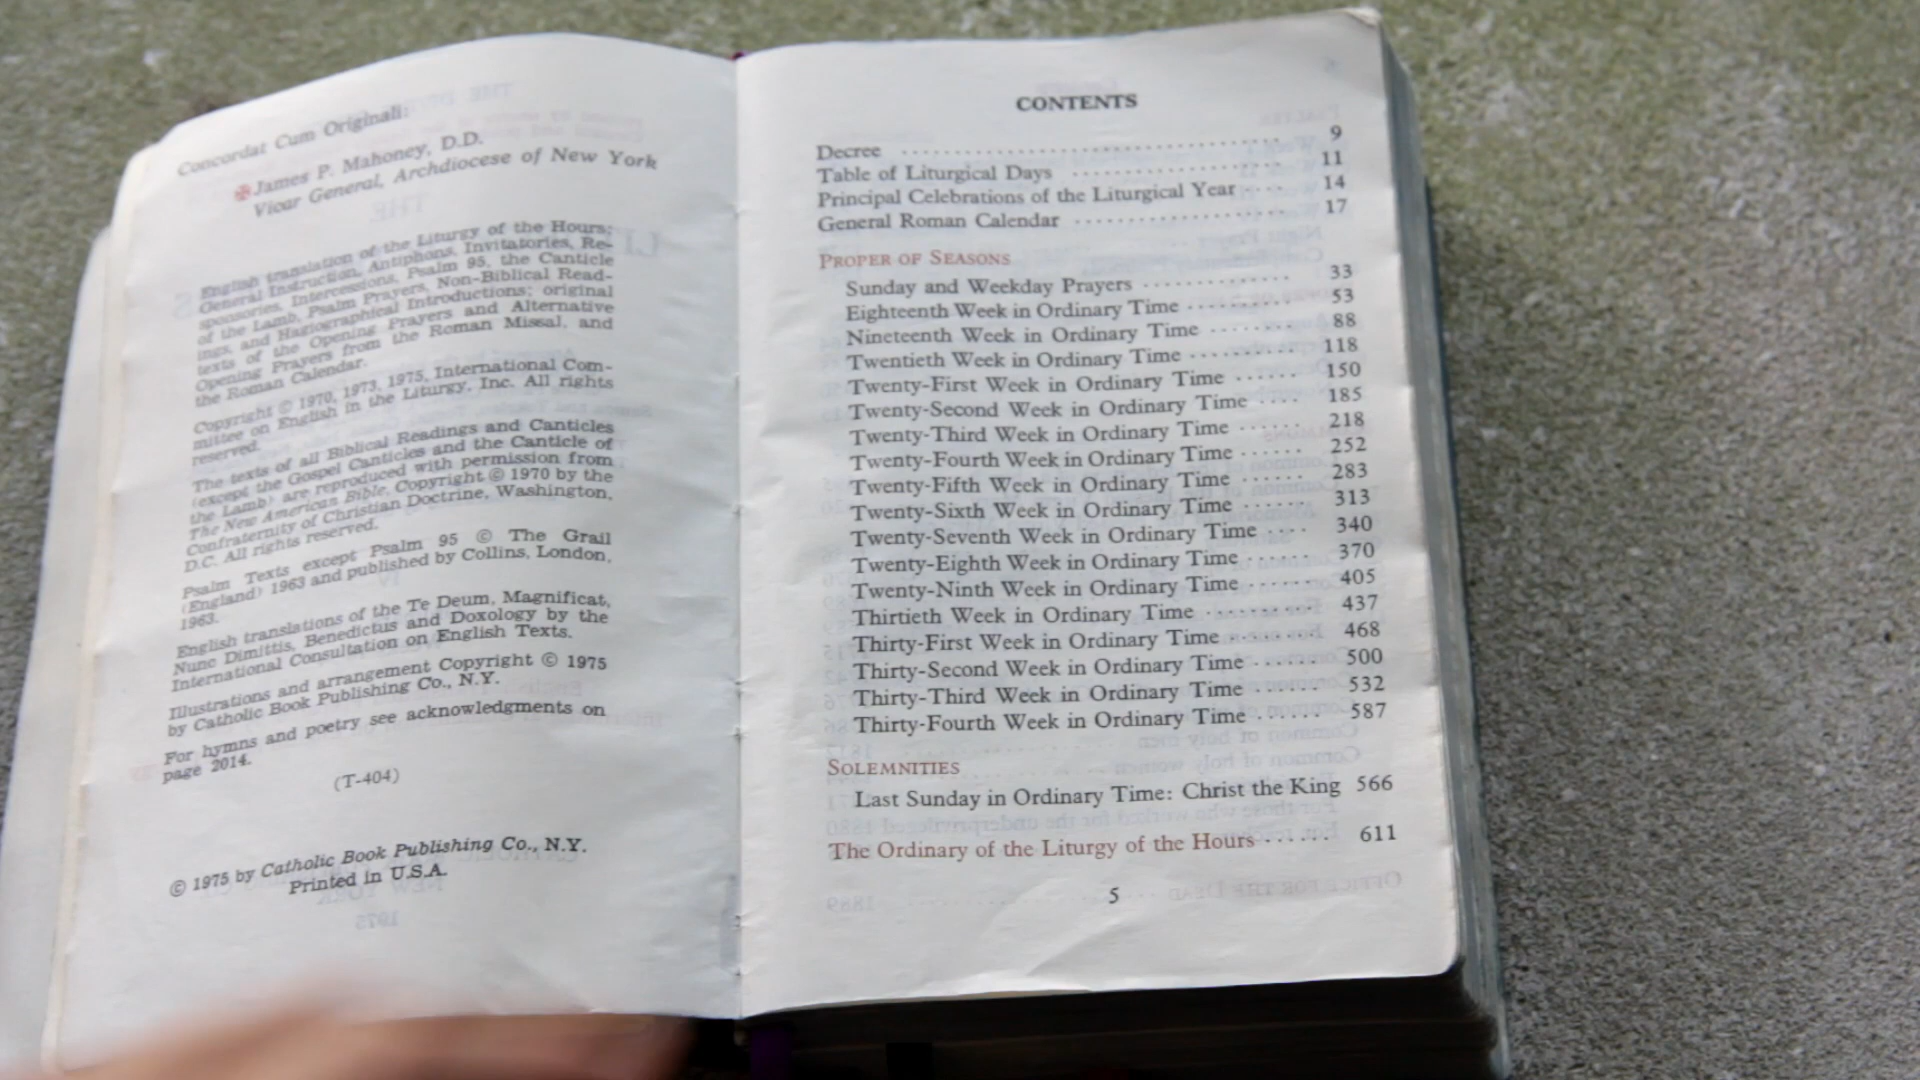 Concordat Cum Originali:
✠ James P. Mahoney, D.D.
Vicar General, Archdiocese of New York
English translation of the Liturgy of the Hours;
General Instruction, Antiphons, Invitatories, Re-
sponsories, Intercessions, Psalm 95, the Canticle
of the Lamb, Psalm Prayers, Non-Biblical Read-
ings, and Hagiographical Introductions; original
texts of the Opening Prayers and Alternative
Opening Prayers from the Roman Missal, and
the Roman Calendar.
Copyright © 1970, 1973, 1975, International Com-
mittee on English in the Liturgy, Inc. All rights
reserved.
The texts of all Biblical Readings and Canticles
(except the Gospel Canticles and the Canticle of
the Lamb) are reproduced with permission from
The New American Bible, Copyright © 1970 by the
Confraternity of Christian Doctrine, Washington,
D.C. All rights reserved.
Psalm Texts except Psalm 95 © The Grail
(England) 1963 and published by Collins, London,
1963.
English translations of the Te Deum, Magnificat,
Nunc Dimittis, Benedictus and Doxology by the
International Consultation on English Texts.
Illustrations and arrangement Copyright © 1975
by Catholic Book Publishing Co., N.Y.
For hymns and poetry see acknowledgments on
page 2014.
(T-404)
© 1975 by Catholic Book Publishing Co., N.Y.
Printed in U.S.A.
CONTENTS
Decree 9
Table of Liturgical Days 11
Principal Celebrations of the Liturgical Year 14
General Roman Calendar 17
PROPER OF SEASONS
Sunday and Weekday Prayers 33
Eighteenth Week in Ordinary Time 53
Nineteenth Week in Ordinary Time 88
Twentieth Week in Ordinary Time 118
Twenty-First Week in Ordinary Time 150
Twenty-Second Week in Ordinary Time 185
Twenty-Third Week in Ordinary Time 218
Twenty-Fourth Week in Ordinary Time 252
Twenty-Fifth Week in Ordinary Time 283
Twenty-Sixth Week in Ordinary Time 313
Twenty-Seventh Week in Ordinary Time 340
Twenty-Eighth Week in Ordinary Time 370
Twenty-Ninth Week in Ordinary Time 405
Thirtieth Week in Ordinary Time 437
Thirty-First Week in Ordinary Time 468
Thirty-Second Week in Ordinary Time 500
Thirty-Third Week in Ordinary Time 532
Thirty-Fourth Week in Ordinary Time 587
SOLEMNITIES
Last Sunday in Ordinary Time: Christ the King 566
The Ordinary of the Liturgy of the Hours 611
5